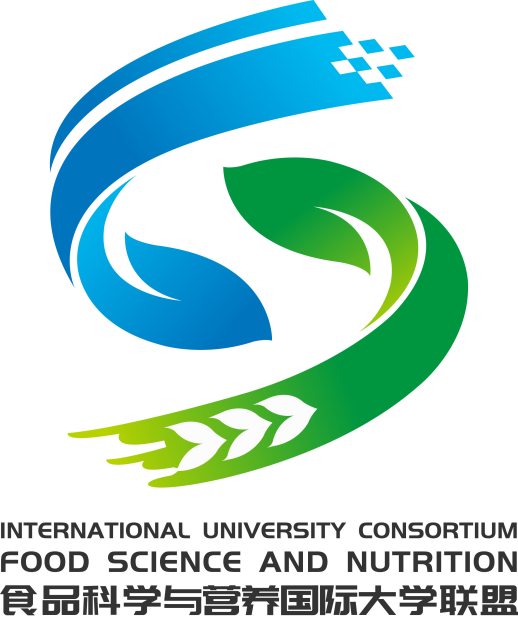 INTERNATIONAL UNIVERSITY CONSORTIUM
FOOD SCIENCE AND NUTRITION
食品科学与营养国际大学联盟